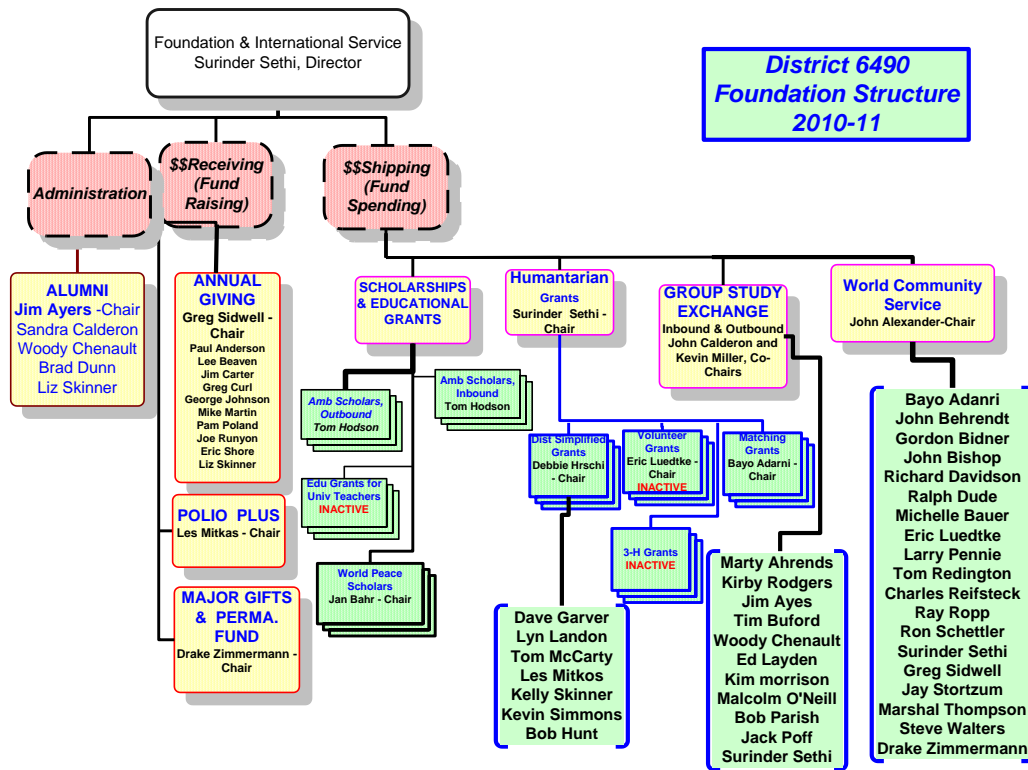 Foundation & International Service
Surinder Sethi, Director
District 6490
Foundation Structure
2010-11
Administration
$$Receiving
(Fund
Raising)
$$Shipping
(Fund
Spending)
ALUMNI
Jim Ayers -Chair
Sandra Calderon
Woody Chenault
Brad Dunn
Liz Skinner
ANNUAL
GIVING
Greg Sidwell -
Chair
Paul Anderson
Lee Beaven
Jim Carter
Greg Curl
George Johnson
Mike Martin
Pam Poland
Joe Runyon
Eric Shore
Liz Skinner
POLIO PLUS
Les Mitkas - Chair
MAJOR GIFTS
& PERMA.
FUND
Drake Zimmermann -
Chair
SCHOLARSHIPS
& EDUCATIONAL
GRANTS
Amb Scholars,
Outbound
Tom Hodson
Amb Scholars,
Inbound
Tom Hodson
Edu Grants for
Univ Teachers
INACTIVE
World Peace
Scholars
Jan Bahr - Chair
Humantarian
Grants
Surinder Sethi -
Chair
Dist Simplified
Grants
Debbie Hrschi
- Chair
Volunteer
Grants
Eric Luedtke -
Chair
INACTIVE
Matching
Grants
Bayo Adarni -
Chair
3-H Grants
INACTIVE
Dave Garver
Lyn Landon
Tom McCarty
Les Mitkos
Kelly Skinner
Kevin Simmons
Bob Hunt
GROUP STUDY
EXCHANGE
Inbound & Outbound
John Calderon and
Kevin Miller, Co-
Chairs
Marty Ahrends
Kirby Rodgers
Jim Ayes
Tim Buford
Woody Chenault
Ed Layden
Kim morrison
Malcolm O'Neill
Bob Parish
Jack Poff
Surinder Sethi
World Community
Service
John Alexander-Chair
Bayo Adanri
John Behrendt
Gordon Bidner
John Bishop
Richard Davidson
Ralph Dude
Michelle Bauer
Eric Luedtke
Larry Pennie
Tom Redington
Charles Reifsteck
Ray Ropp
Ron Schettler
Surinder Sethi
Greg Sidwell
Jay Stortzum
Marshal Thompson
Steve Walters
Drake Zimmermann